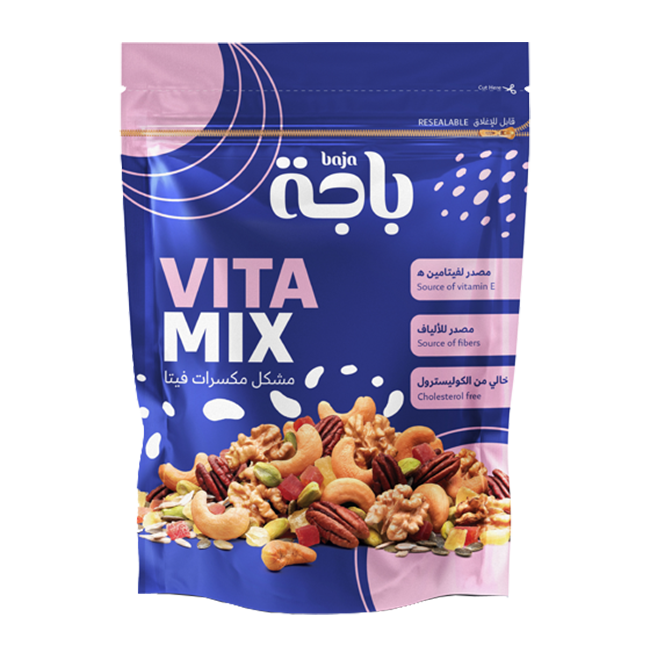 Cut Here
RESEALABLE قابل للإغلاق
baja
باجة
VITA
MIX
مشكل مكسرات فيتا
مصدر لفيتامين ه
Source of vitamin E
مصدر للألياف
Source of fibers
خالي من الكوليسترول
Cholesterol free